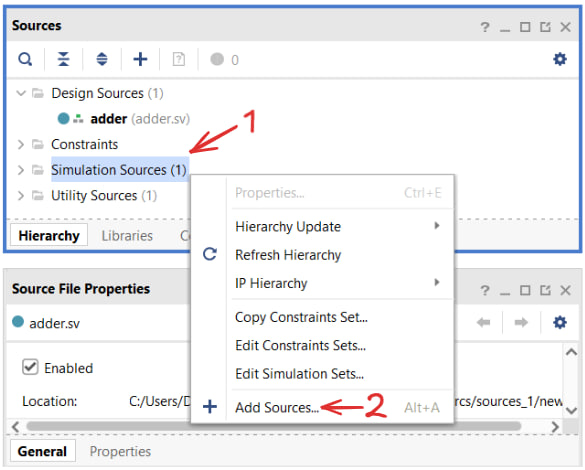 Sources
? _
0
Design Sources (1)
adder (adder.sv)
1
Constraints
Simulation Sources (1)
Utility Sources (1)
Properties... Ctrl+E
Hierarchy Update
Refresh Hierarchy
IP Hierarchy
Copy Constraints Set...
Edit Constraints Sets...
Edit Simulation Sets...
Add Sources... 2 Alt+A
Hierarchy Libraries
Source File Properties
? _
adder.sv
Enabled
Location: C:/Users/D rcs/sources_1/new
General Properties